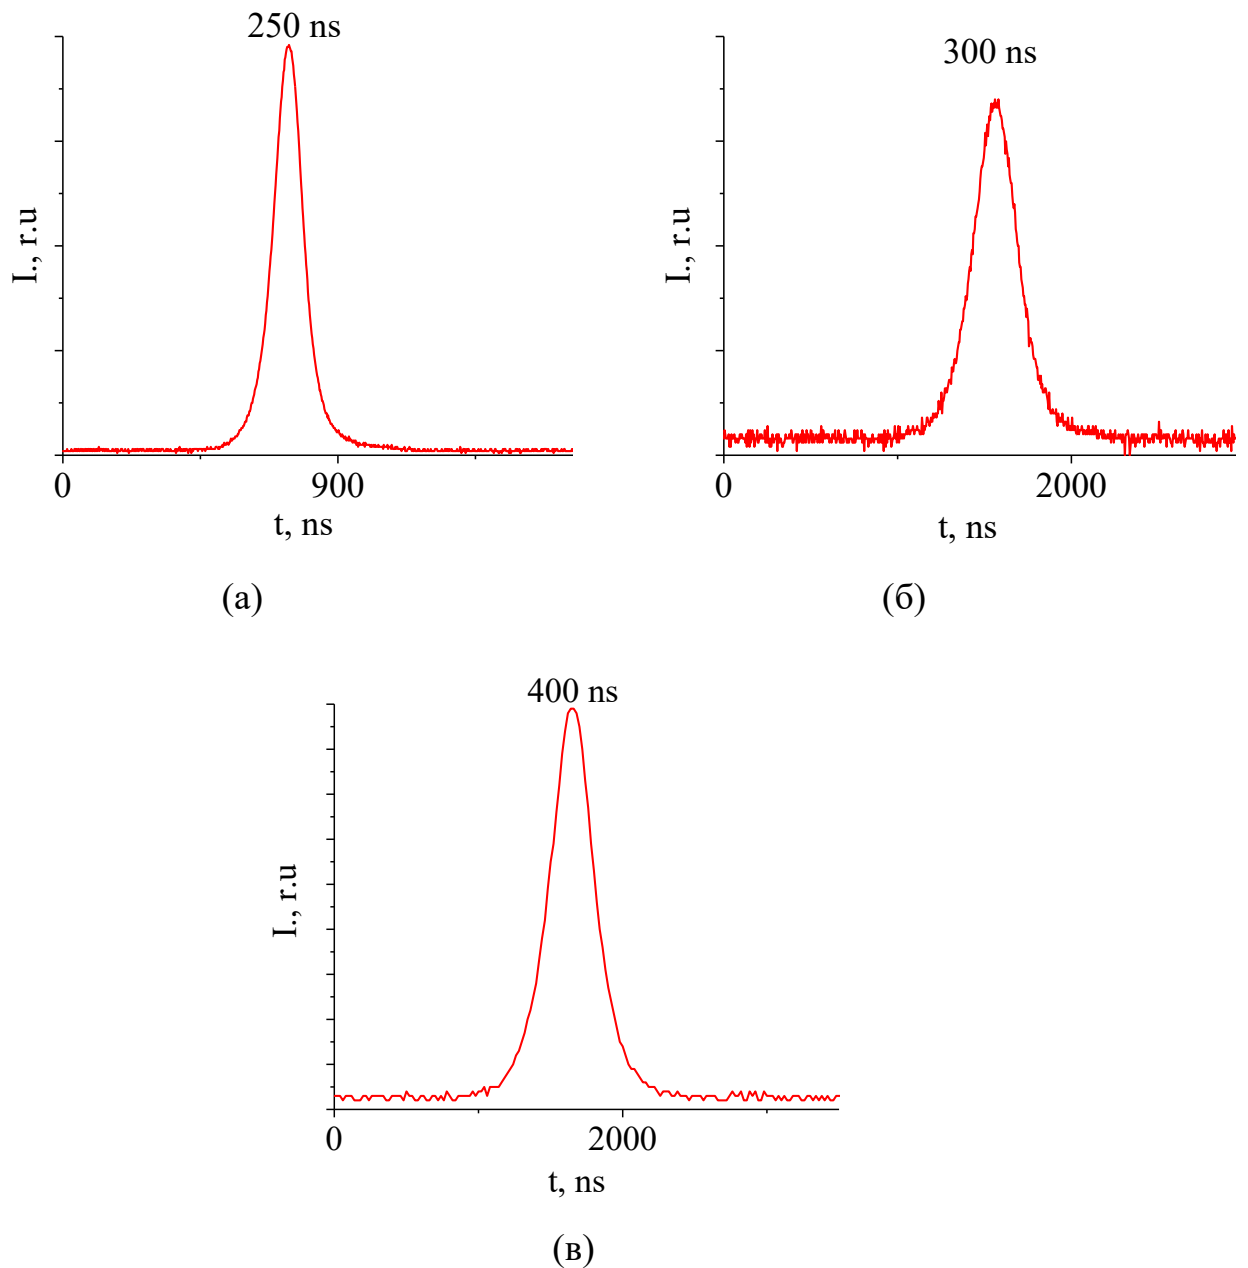 250 ns
I., r.u
0
900
t, ns
(а)
300 ns
I., r.u
0
2000
t, ns
(б)
400 ns
I., r.u
0
2000
t, ns
(в)